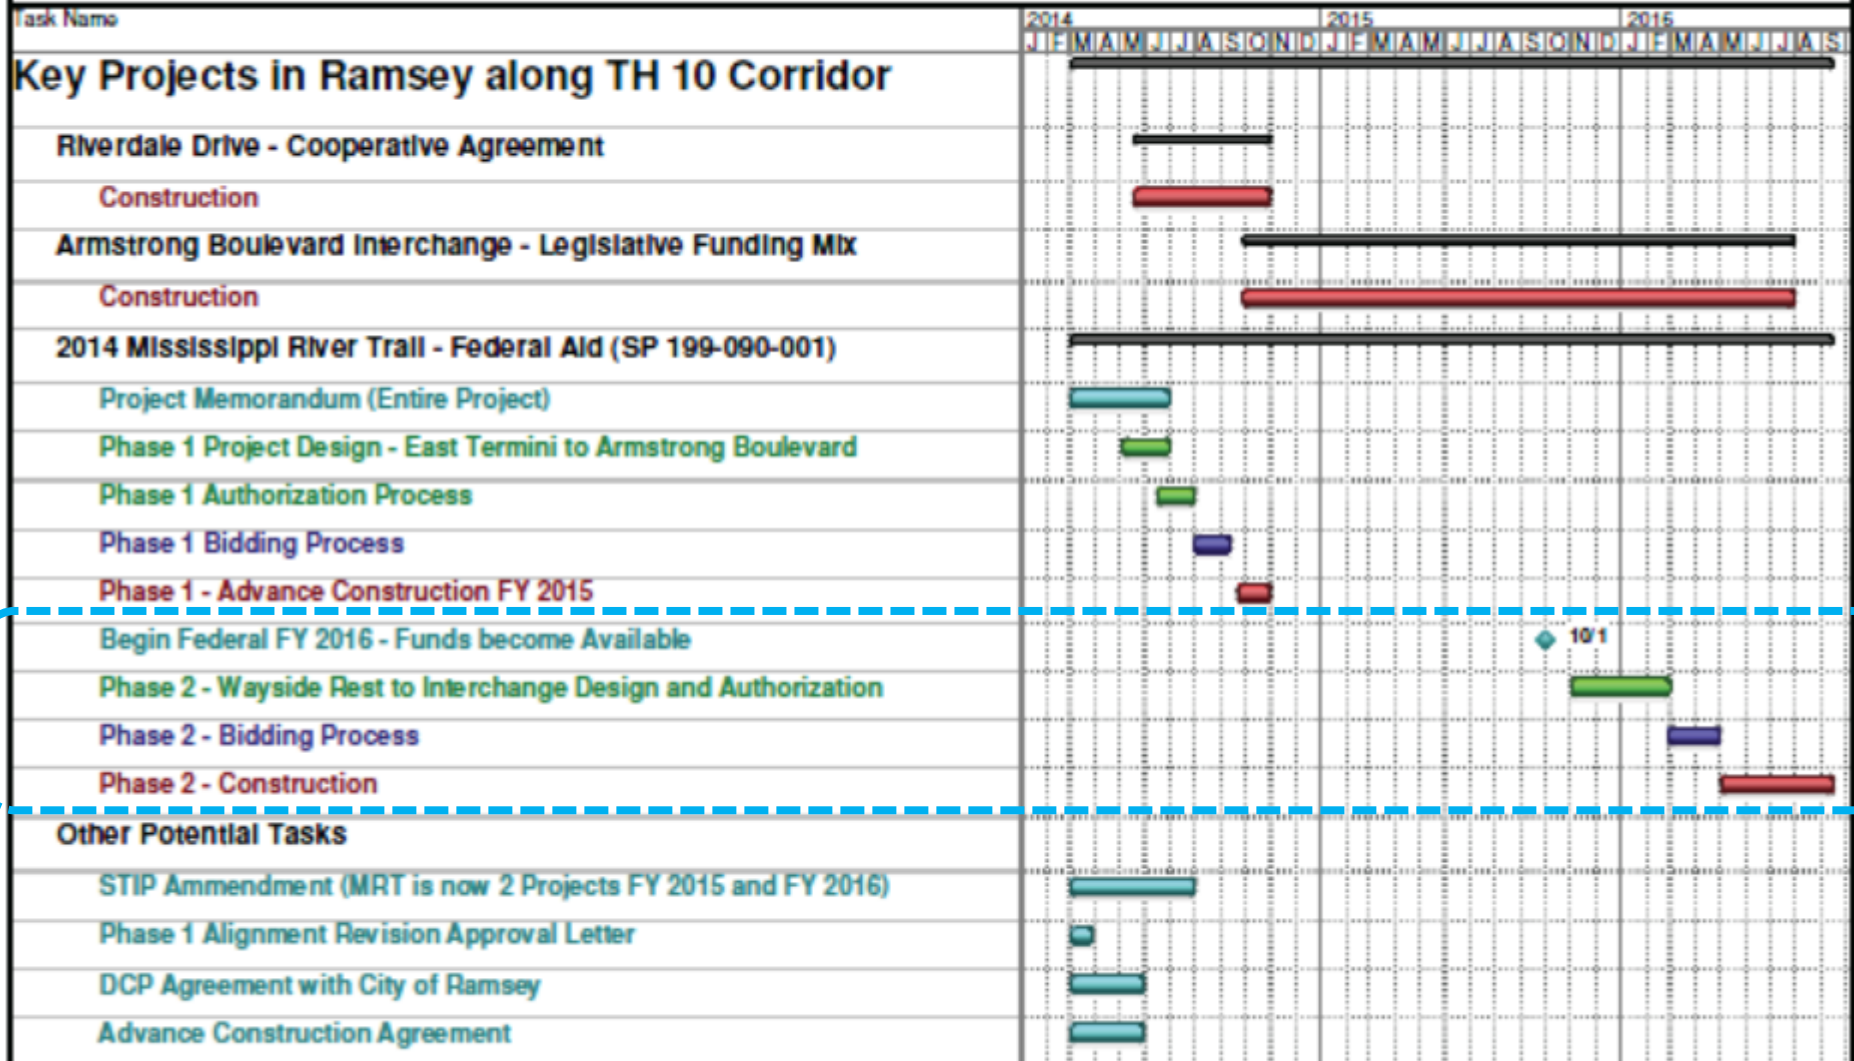 Task Name
2014 2015 2016
J F M A M J J A S O N D J F M A M J J A S O N D J F M A M J J A S
Key Projects in Ramsey along TH 10 Corridor
Riverdale Drive - Cooperative Agreement
Construction
Armstrong Boulevard Interchange - Legislative Funding Mix
Construction
2014 Mississippi River Trail - Federal Aid (SP 199-090-001)
Project Memorandum (Entire Project)
Phase 1 Project Design - East Termini to Armstrong Boulevard
Phase 1 Authorization Process
Phase 1 Bidding Process
Phase 1 - Advance Construction FY 2015
Begin Federal FY 2016 - Funds become Available 10/1
Phase 2 - Wayside Rest to Interchange Design and Authorization
Phase 2 - Bidding Process
Phase 2 - Construction
Other Potential Tasks
STIP Ammendment (MRT is now 2 Projects FY 2015 and FY 2016)
Phase 1 Alignment Revision Approval Letter
DCP Agreement with City of Ramsey
Advance Construction Agreement